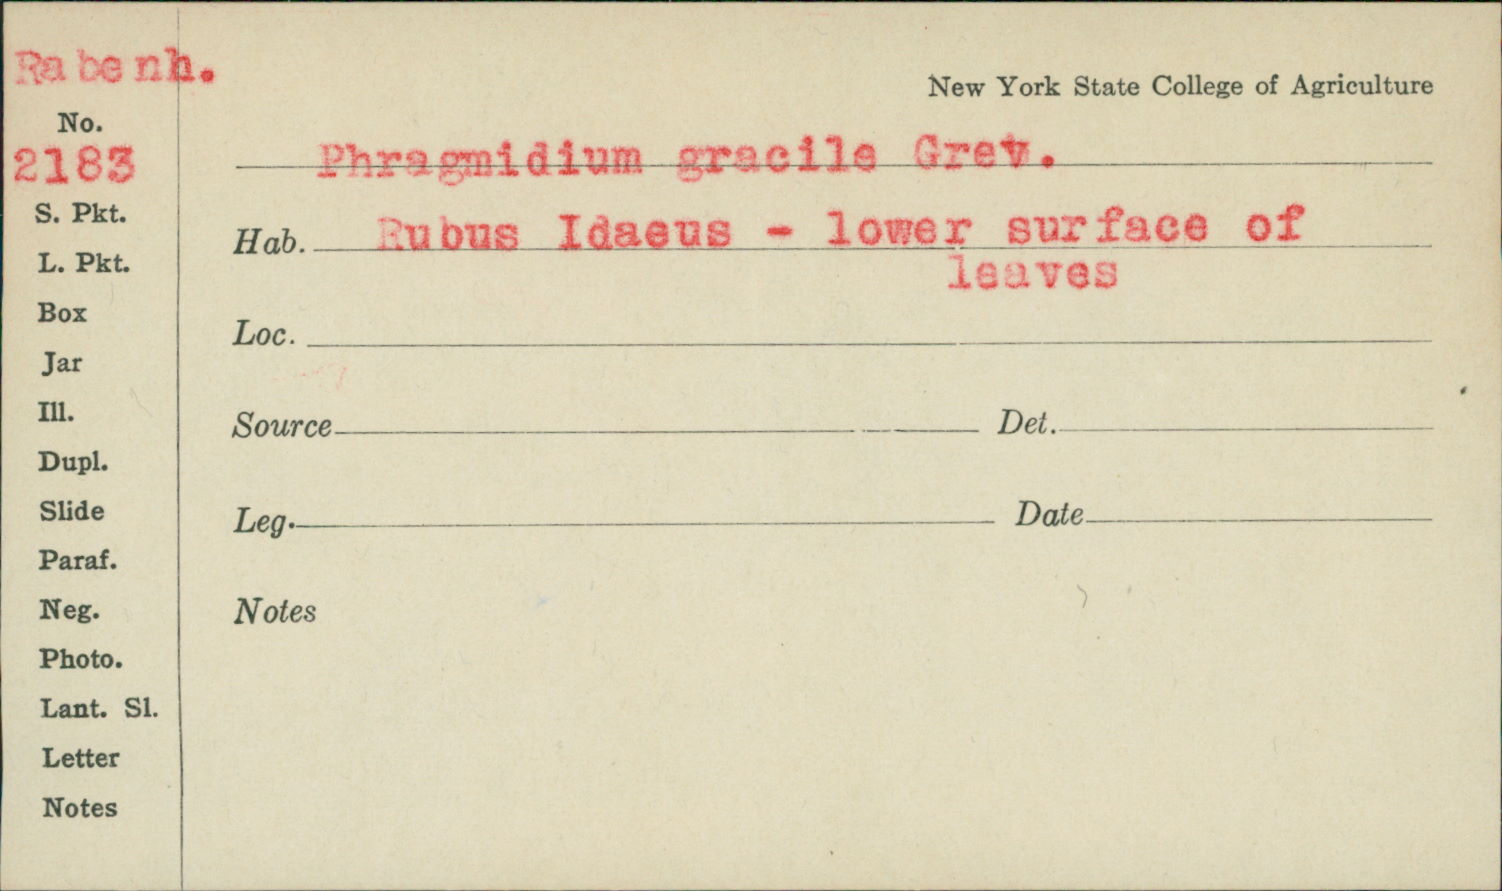 Rabenh.
New York State College of Agriculture
No.
2183
Phragmidium gracile Grev.
S. Pkt.
Hab. Rubus Idaeus - lower surface of
leaves
L. Pkt.
Box
Loc.
Jar
Ill.
Source Det.
Dupl.
Slide
Leg. Date
Paraf.
Neg.
Notes
Photo.
Lant. Sl.
Letter
Notes